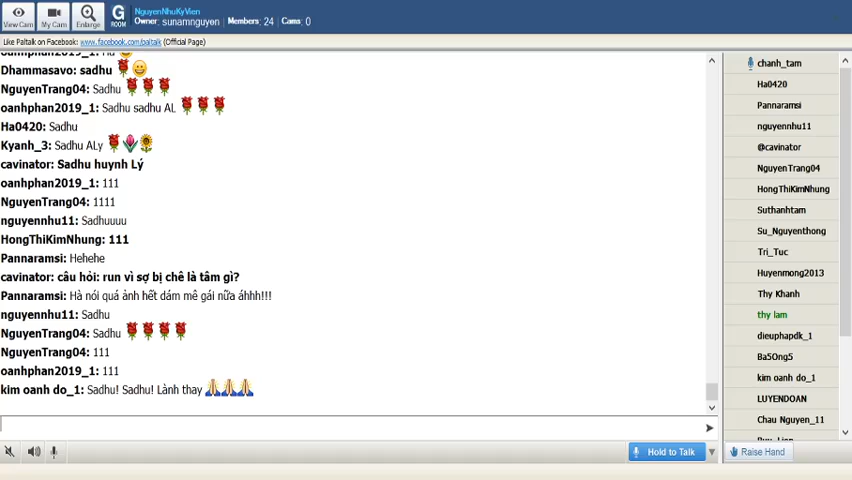 View Cam
My Cam
Enlarge
G
ROOM
NguyenNhuKyVien
Owner: sunamnguyen Members: 24 Cams: 0
Like Paltalk on Facebook: www.facebook.com/paltalk (Official Page)
oanhphan2019_1: Ha
Dhammasavo: sadhu
NguyenTrang04: Sadhu
oanhphan2019_1: Sadhu sadhu AL
Ha0420: Sadhu
Kyanh_3: Sadhu ALy
cavinator: Sadhu huynh Lý
oanhphan2019_1: 111
NguyenTrang04: 1111
nguyennhu11: Sadhuuuu
HongThiKimNhung: 111
Pannaramsi: Hehehe
cavinator: câu hỏi: run vì sợ bị chê là tâm gì?
Pannaramsi: Hà nói quá ảnh hết dám mê gái nữa áhhh!!!
nguyennhu11: Sadhu
NguyenTrang04: Sadhu
NguyenTrang04: 111
oanhphan2019_1: 111
kim oanh do_1: Sadhu! Sadhu! Lành thay
Hold to Talk
chanh_tam
Ha0420
Pannaramsi
nguyennhu11
@cavinator
NguyenTrang04
HongThiKimNhung
Suthanhtam
Su_Nguyenthong
Tri_Tuc
Huyenmong2013
Thy Khanh
thy lam
dieuphapdk_1
Ba5Ong5
kim oanh do_1
LUYENDOAN
Chau Nguyen_11
Raise Hand